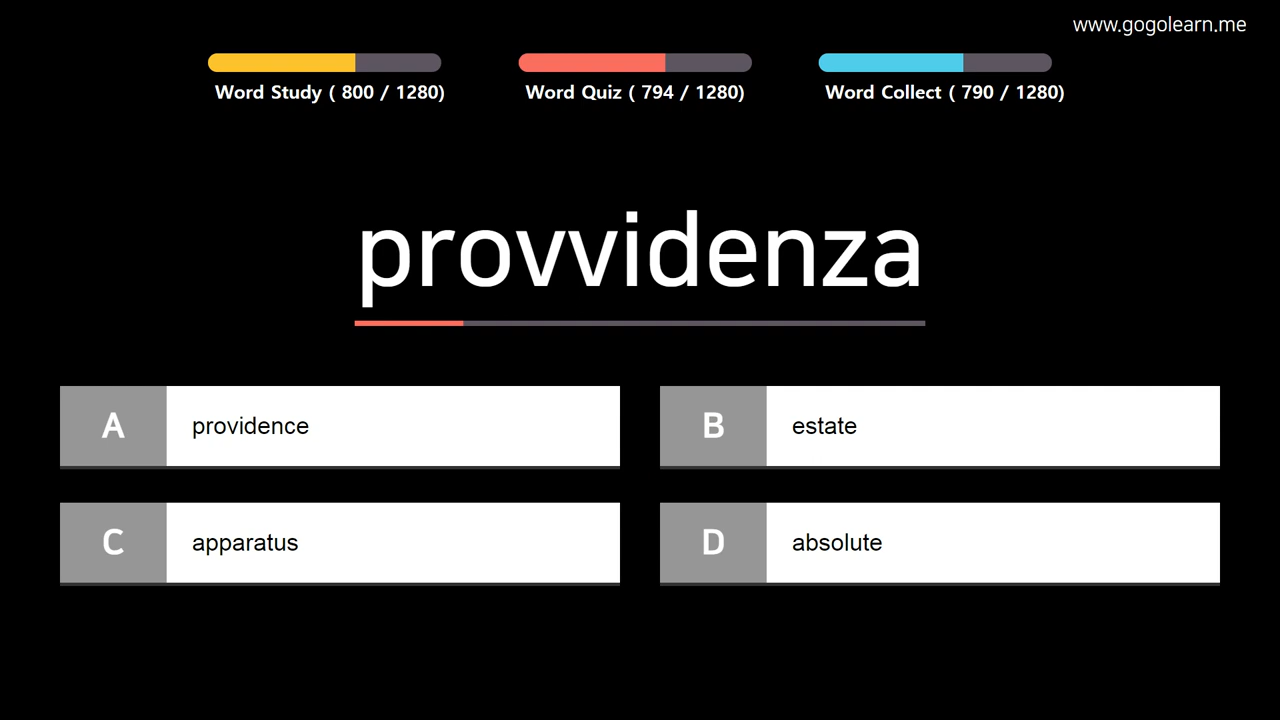 www.gogolearn.me
Word Study ( 800 / 1280)
Word Quiz ( 794 / 1280)
Word Collect ( 790 / 1280)
provvidenza
A providence
B estate
C apparatus
D absolute